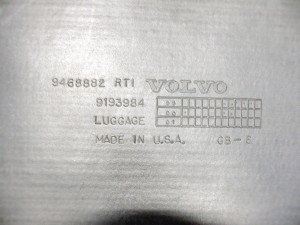 9468882 RTI VOLVO
9193984
LUGGAGE
MADE IN U.S.A. GB-E